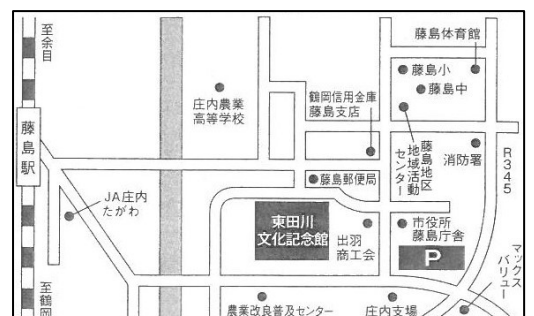 至余目
藤島駅
至鶴岡
JA庄内
たがわ
庄内農業
高等学校
鶴岡信用金庫
藤島支店
藤島郵便局
東田川
文化記念館
出羽
商工会
藤島体育館
藤島小
藤島中
藤島地区
地域活動
センター
消防署
R345
市役所
藤島庁舎
P
マックス
バリュー
農業改良普及センター
庄内支場